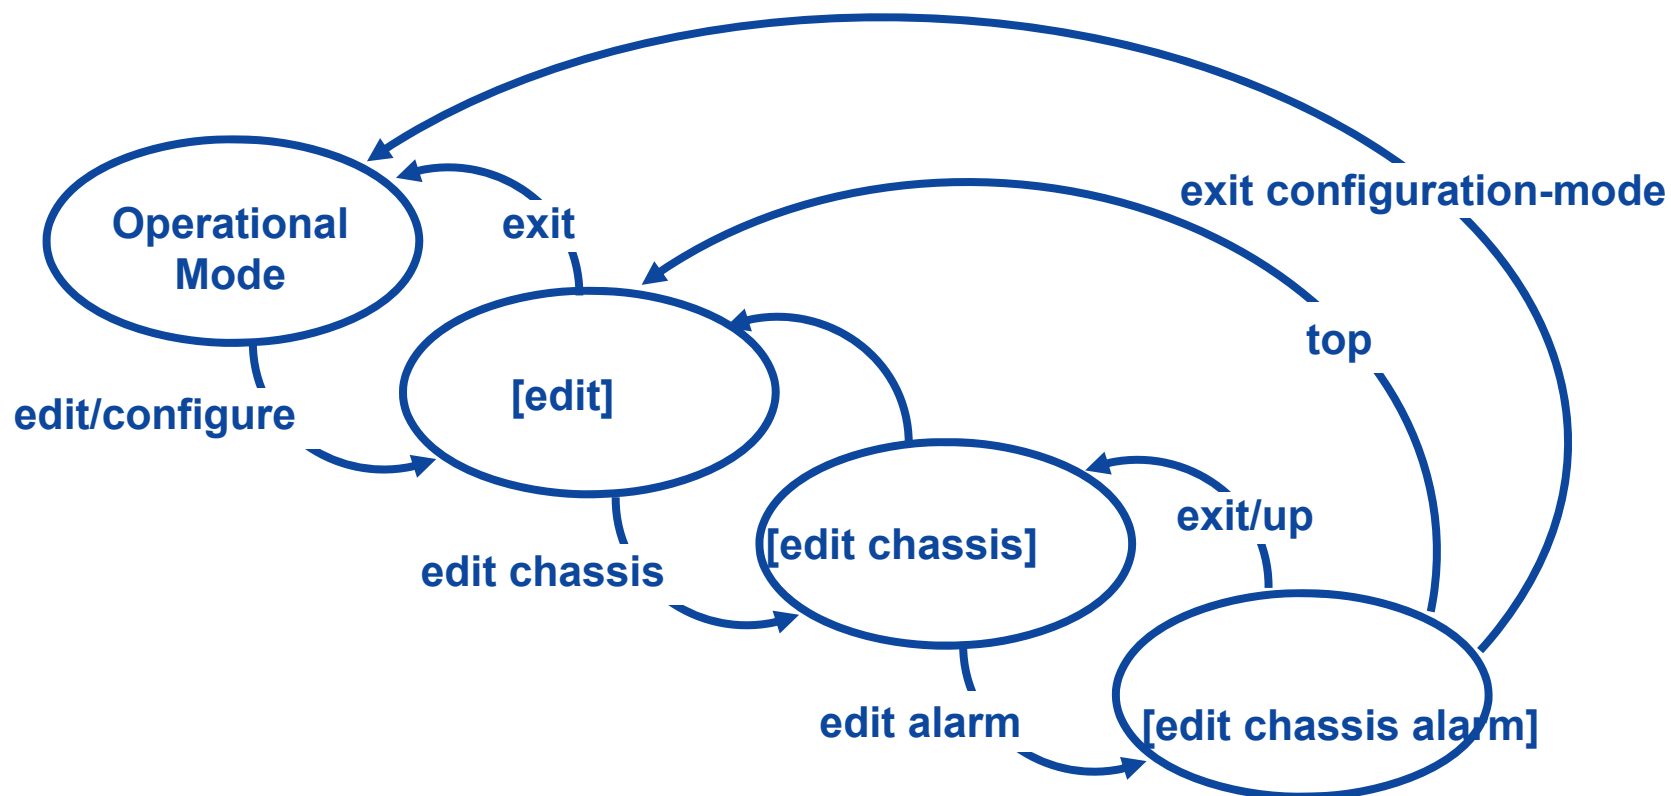 exit configuration-mode
Operational
Mode
exit
top
edit/configure
[edit]
exit/up
edit chassis
[edit chassis]
edit alarm
[edit chassis alarm]